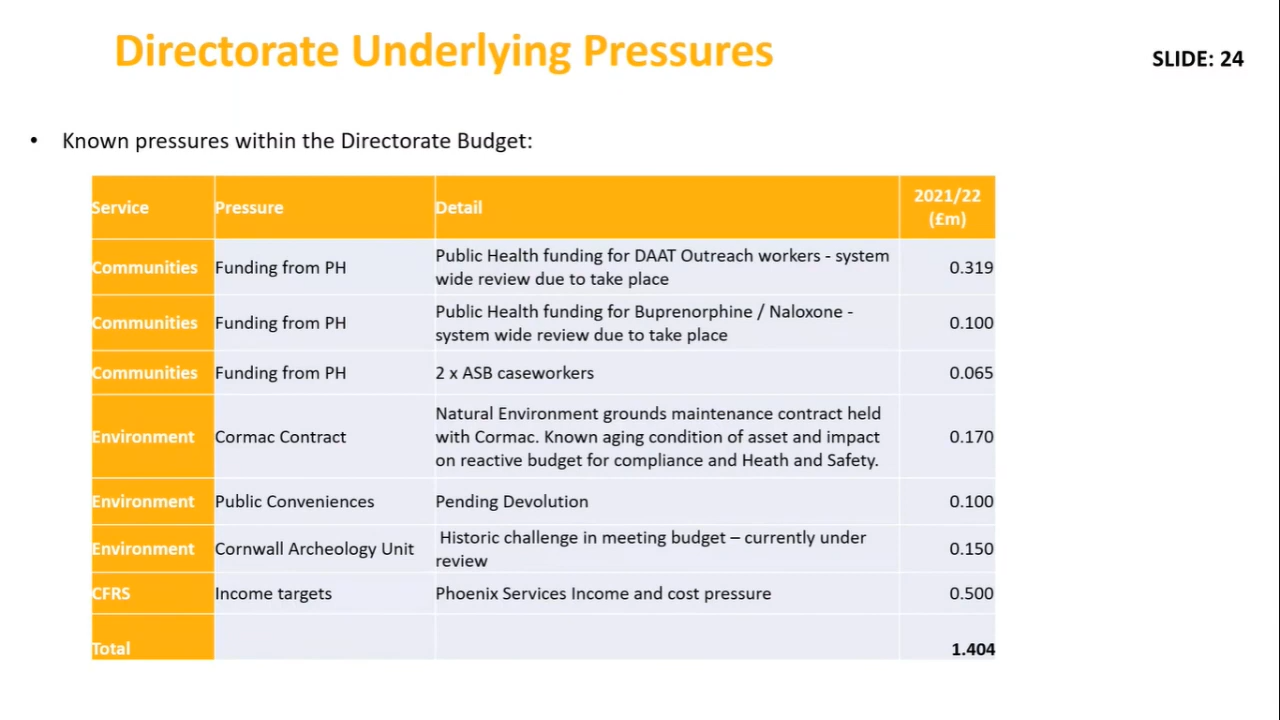 Directorate Underlying Pressures
SLIDE: 24
• Known pressures within the Directorate Budget:
Service Pressure Detail 2021/22
(£m)
Communities Funding from PH Public Health funding for DAAT Outreach workers - system
wide review due to take place 0.319
Communities Funding from PH Public Health funding for Buprenorphine / Naloxone -
system wide review due to take place 0.100
Communities Funding from PH 2 x ASB caseworkers 0.065
Environment Cormac Contract Natural Environment grounds maintenance contract held
with Cormac. Known aging condition of asset and impact
on reactive budget for compliance and Heath and Safety. 0.170
Environment Public Conveniences Pending Devolution 0.100
Environment Cornwall Archeology Unit Historic challenge in meeting budget – currently under
review 0.150
CFRS Income targets Phoenix Services Income and cost pressure 0.500
Total 1.404